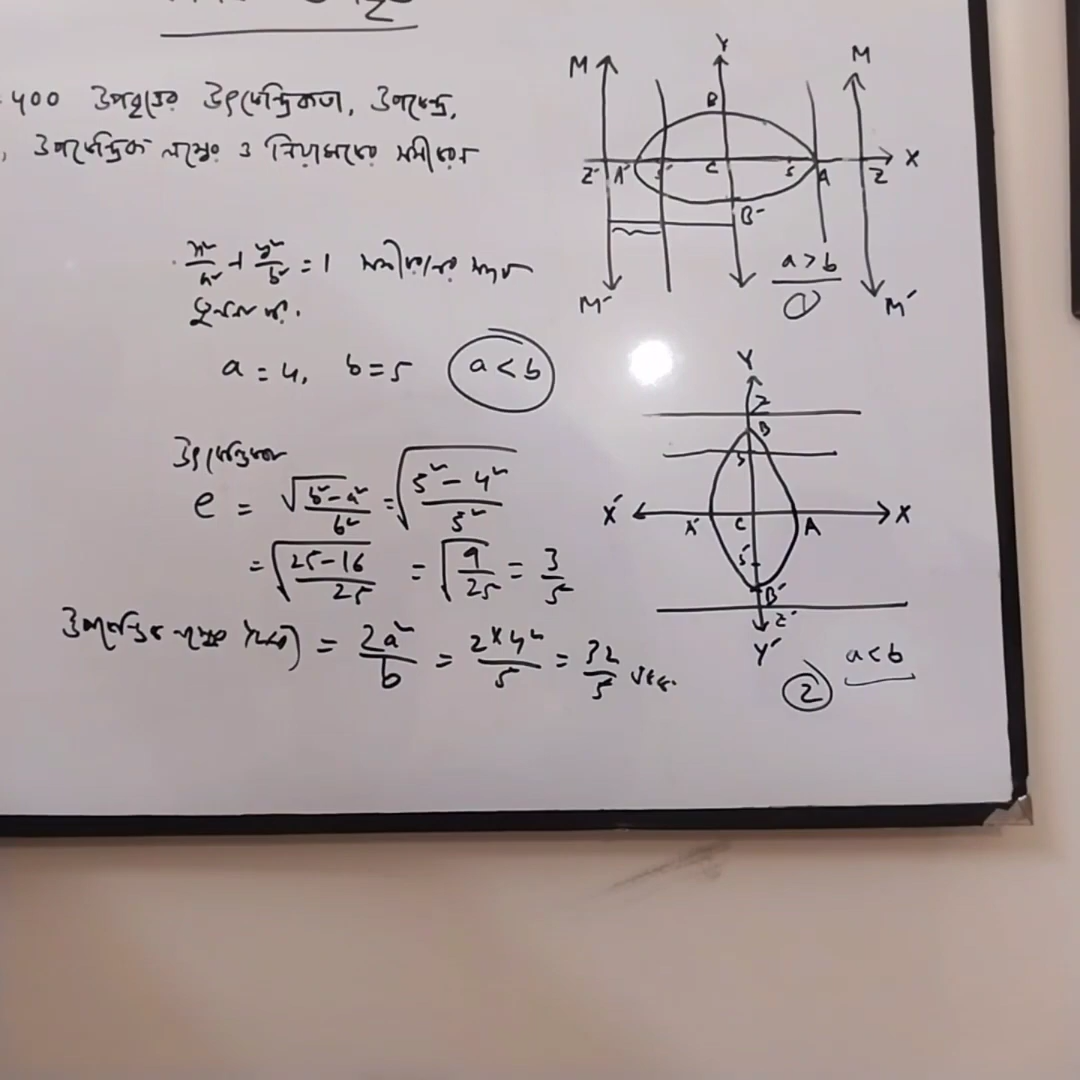 400 উপবৃত্তের উৎকেন্দ্রিকতা, উপকেন্দ্র,
, উপকেন্দ্রিক লম্ব ও নিয়ামকের সমীকরণ
x²/a² + y²/b² = 1 সমীকরণের সাথে
তুলনা করে.
a = 4, b = 5 a < b
উৎকেন্দ্রিকতা
e = √(b² - a²)/b² = √((5² - 4²)/5²)
= √((25 - 16)/25) = √(9/25) = 3/5
উপকেন্দ্রিক লম্বের দৈর্ঘ্য = 2a²/b = 2×4²/5 = 32/5 একক.
M Y M
B
Z' A' S' C S A Z X
B'
a > b
M' 1 M'
Y
Z
B
S
X' A' C A X
S'
B'
Z'
Y' a < b
2